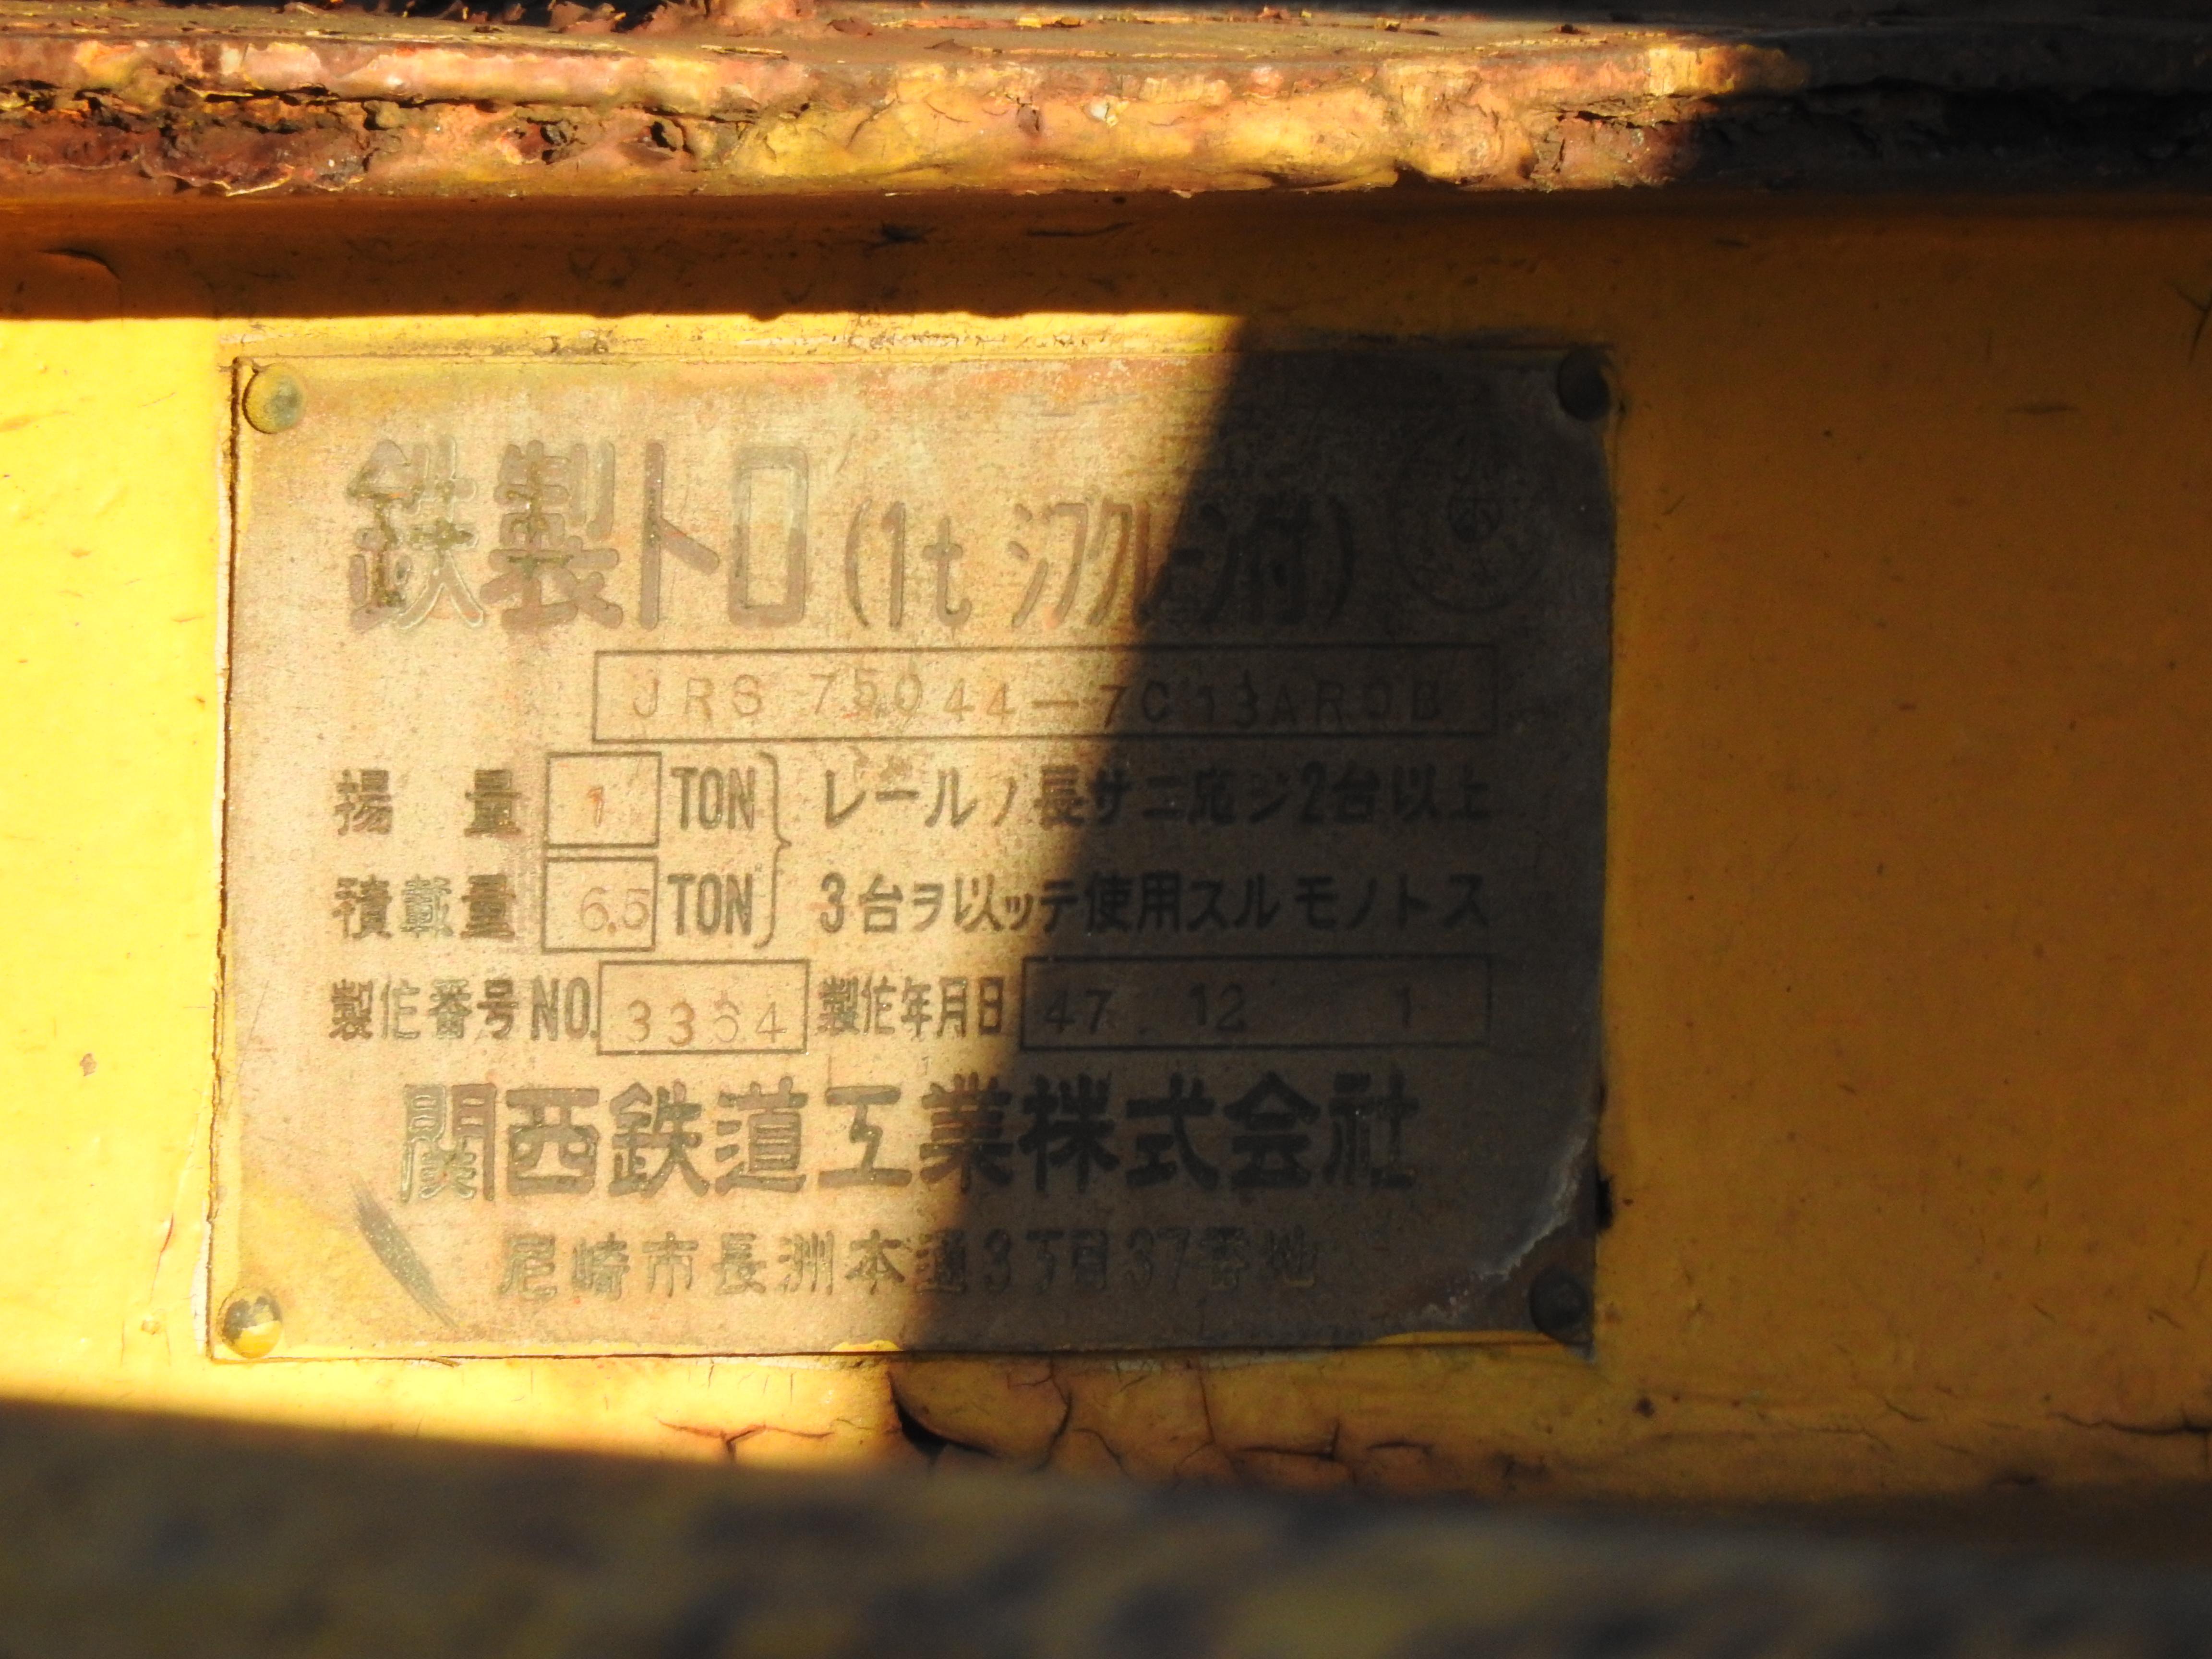 鉄製トロ(1t ジブクレーン付)
JRS 75044-7C 13AR0B
揚量 1 TON レールノ長サニ応ジ2台以上
積載量 6.5 TON 3台ヲ以ッテ使用スルモノトス
製作番号NO. 3364 製作年月日 47. 12 1
関西鉄道工業株式会社
尼崎市長洲本通3丁目37番地